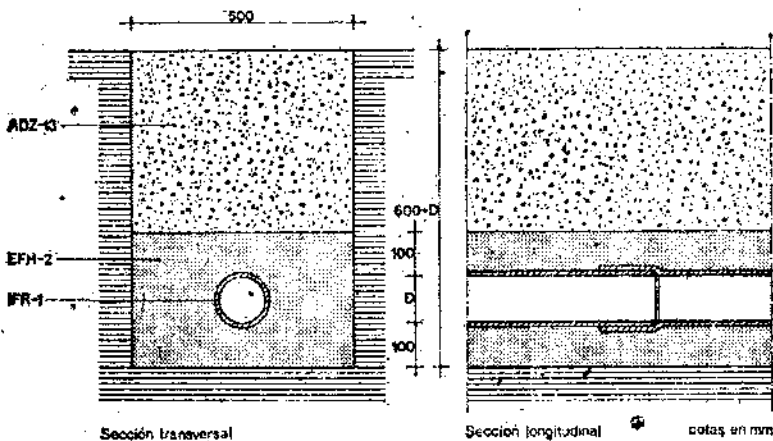 500
ADZ-13
600+D
EFH-2
100
IFR-1
D
100
Sección transversal
Sección longitudinal
cotas en mm